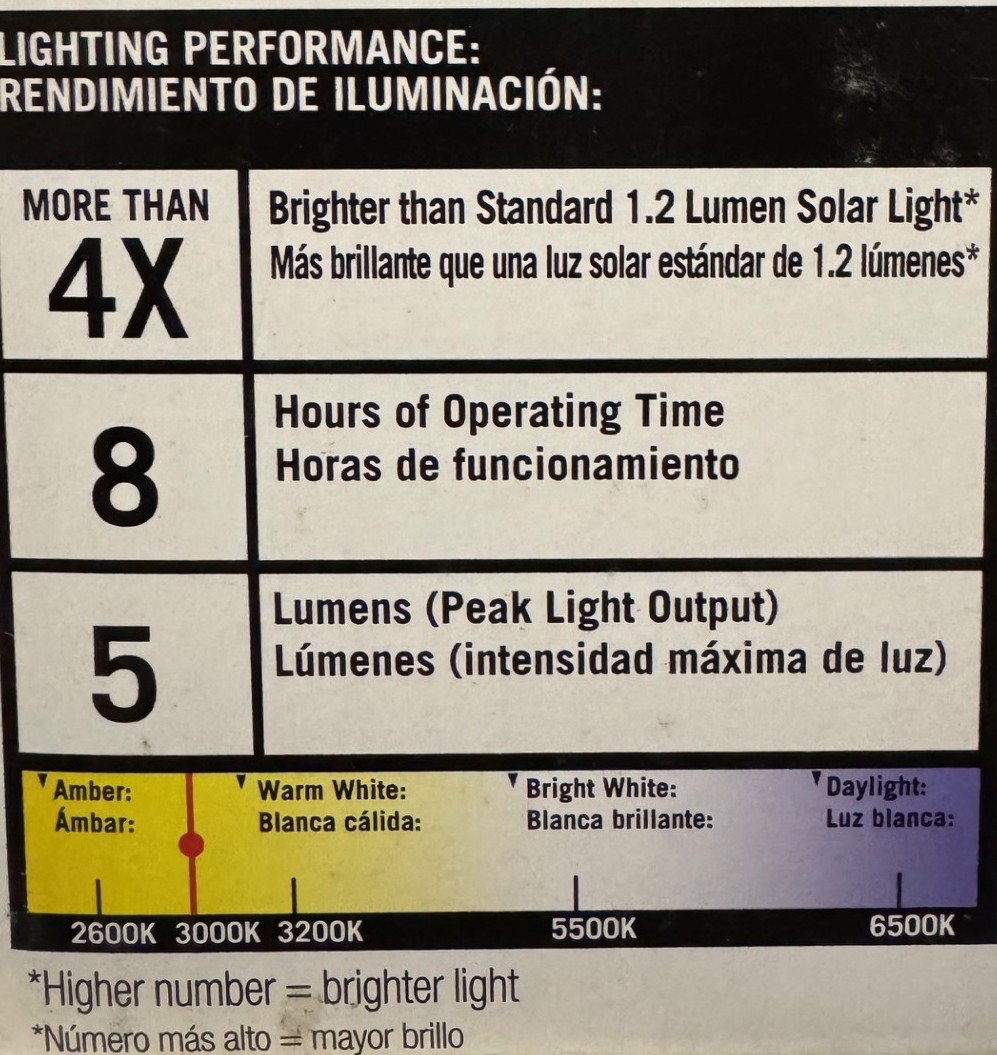 LIGHTING PERFORMANCE:
RENDIMIENTO DE ILUMINACIÓN:
MORE THAN
4X
Brighter than Standard 1.2 Lumen Solar Light*
Más brillante que una luz solar estándar de 1.2 lúmenes*
8
Hours of Operating Time
Horas de funcionamiento
5
Lumens (Peak Light Output)
Lúmenes (intensidad máxima de luz)
Amber: Warm White: Bright White: Daylight:
Ámbar: Blanca cálida: Blanca brillante: Luz blanca:
2600K 3000K 3200K 5500K 6500K
*Higher number = brighter light
*Número más alto = mayor brillo